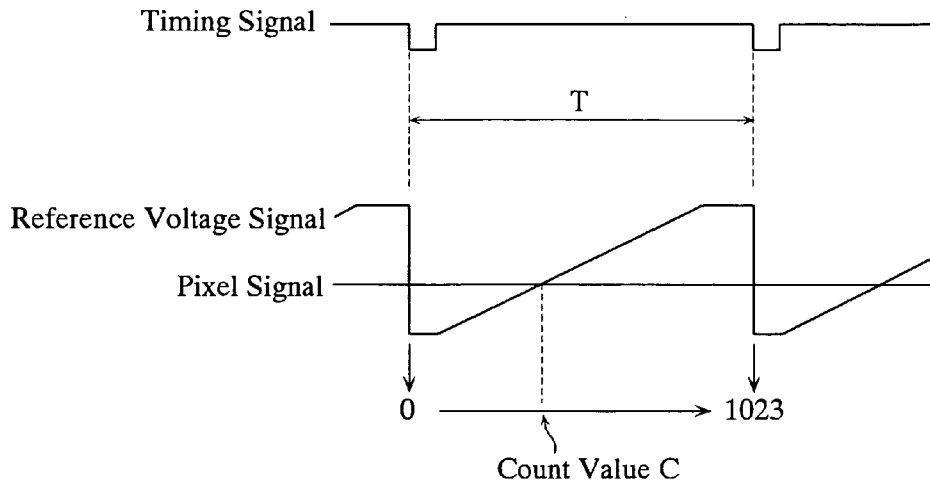 Timing Signal
T
Reference Voltage Signal
Pixel Signal
0
1023
Count Value C